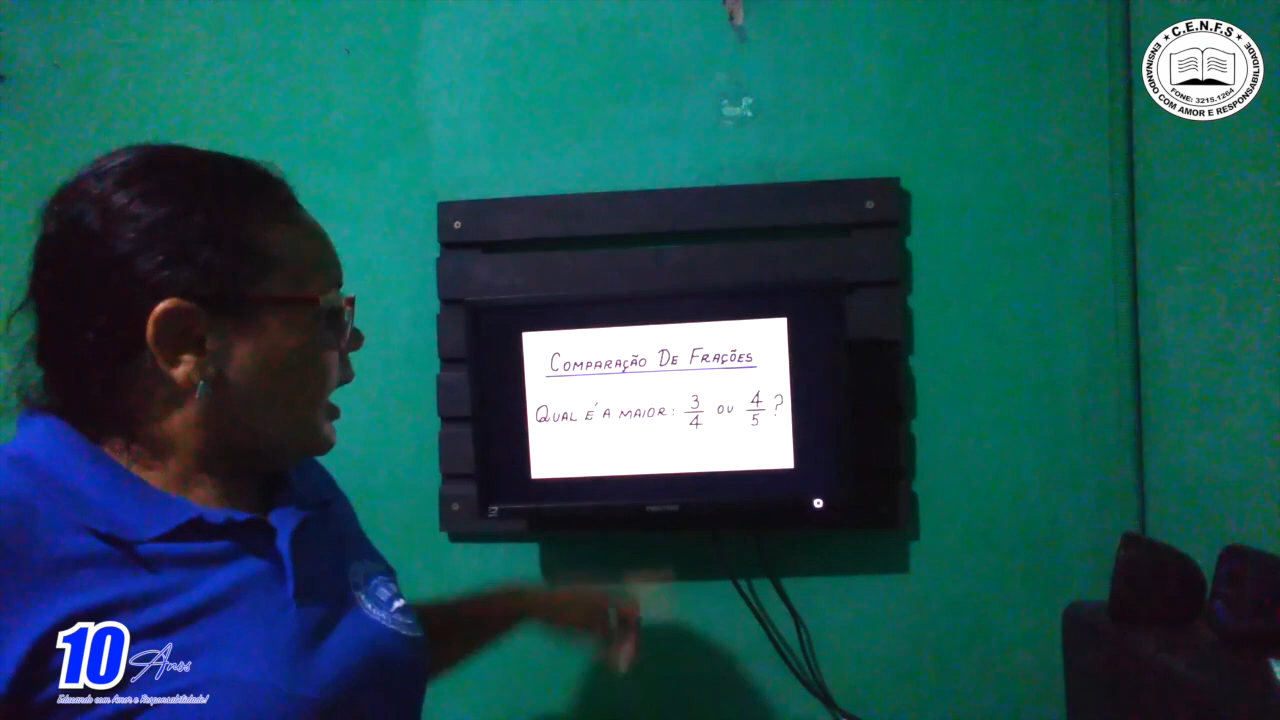 C.E.N.F.S
ENSINANDO COM AMOR E RESPONSABILIDADE
FONE: 3215.1264
COMPARAÇÃO DE FRAÇÕES
QUAL É A MAIOR: 3/4 OU 4/5 ?
10 Anos
Educando com Amor e Responsabilidade!